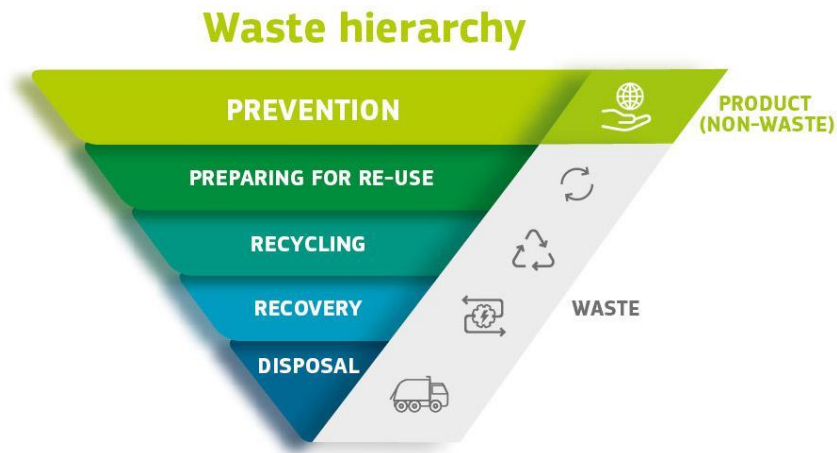 Waste hierarchy
PREVENTION
PRODUCT
(NON-WASTE)
PREPARING FOR RE-USE
RECYCLING
RECOVERY
WASTE
DISPOSAL